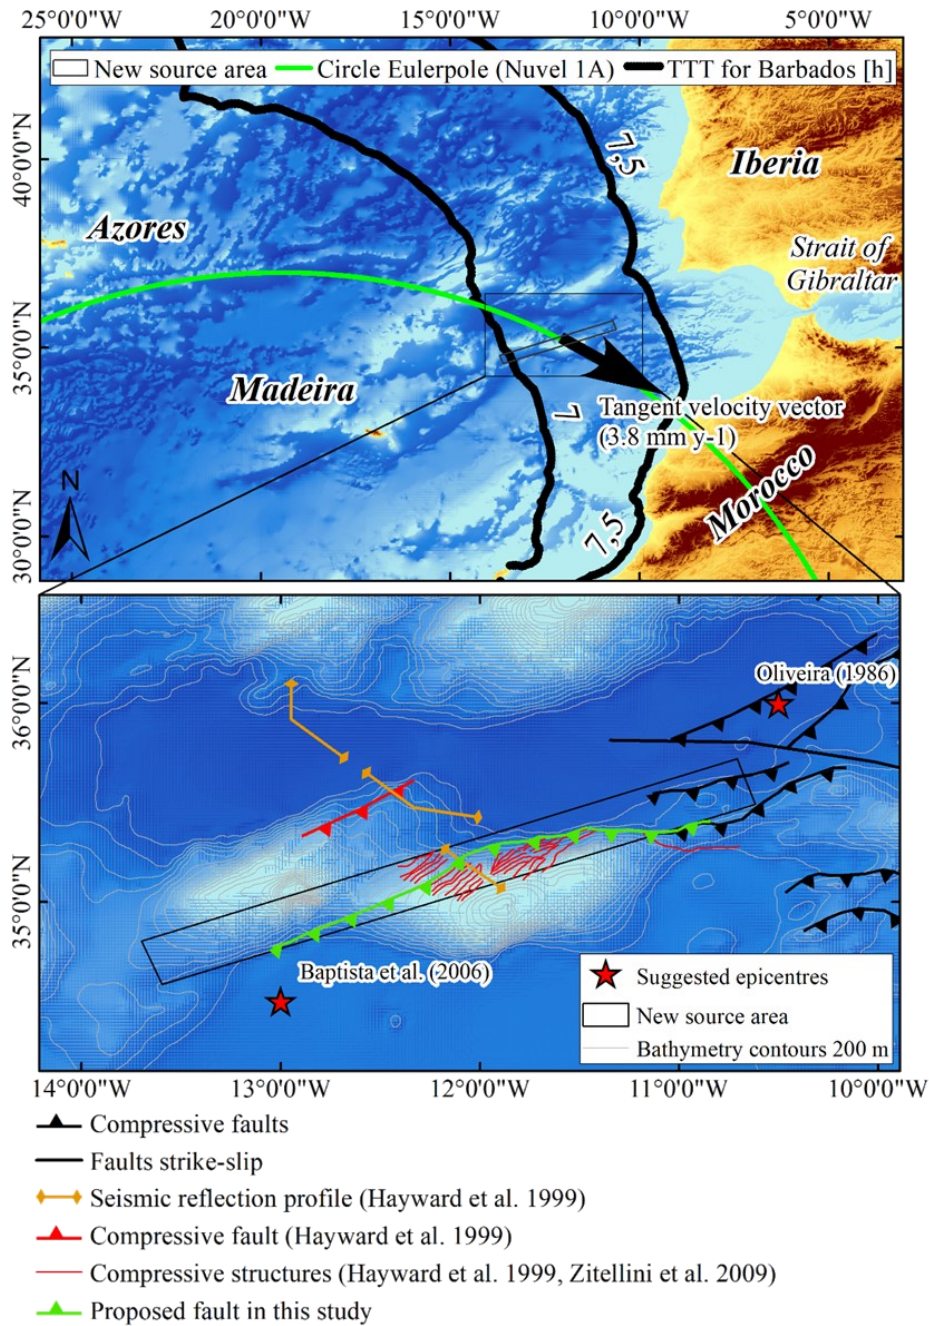 25°0'0"W 20°0'0"W 15°0'0"W 10°0'0"W 5°0'0"W
New source area Circle Eulerpole (Nuvel 1A) TTT for Barbados [h]
40°0'0"N
7,5
Iberia
Azores
Strait of
Gibraltar
35°0'0"N
Madeira
7
Tangent velocity vector
(3.8 mm y-1)
Morocco
N
30°0'0"N
7,5
36°0'0"N
Oliveira (1986)
35°0'0"N
Baptista et al. (2006)
Suggested epicentres
New source area
Bathymetry contours 200 m
14°0'0"W 13°0'0"W 12°0'0"W 11°0'0"W 10°0'0"W
Compressive faults
Faults strike-slip
Seismic reflection profile (Hayward et al. 1999)
Compressive fault (Hayward et al. 1999)
Compressive structures (Hayward et al. 1999, Zitellini et al. 2009)
Proposed fault in this study